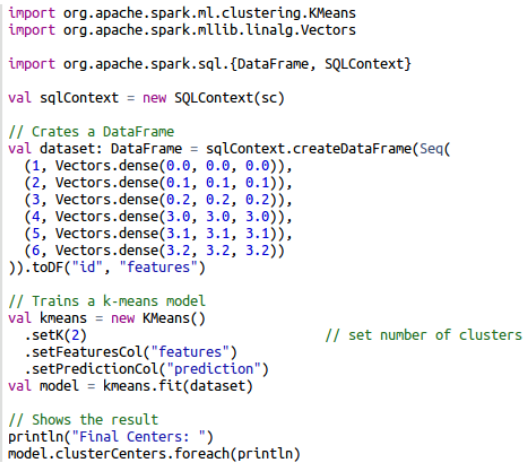 import org.apache.spark.ml.clustering.KMeans
import org.apache.spark.mllib.linalg.Vectors
import org.apache.spark.sql.{DataFrame, SQLContext}
val sqlContext = new SQLContext(sc)
// Crates a DataFrame
val dataset: DataFrame = sqlContext.createDataFrame(Seq(
  (1, Vectors.dense(0.0, 0.0, 0.0)),
  (2, Vectors.dense(0.1, 0.1, 0.1)),
  (3, Vectors.dense(0.2, 0.2, 0.2)),
  (4, Vectors.dense(3.0, 3.0, 3.0)),
  (5, Vectors.dense(3.1, 3.1, 3.1)),
  (6, Vectors.dense(3.2, 3.2, 3.2))
)).toDF("id", "features")
// Trains a k-means model
val kmeans = new KMeans()
  .setK(2)                              // set number of clusters
  .setFeaturesCol("features")
  .setPredictionCol("prediction")
val model = kmeans.fit(dataset)
// Shows the result
println("Final Centers: ")
model.clusterCenters.foreach(println)